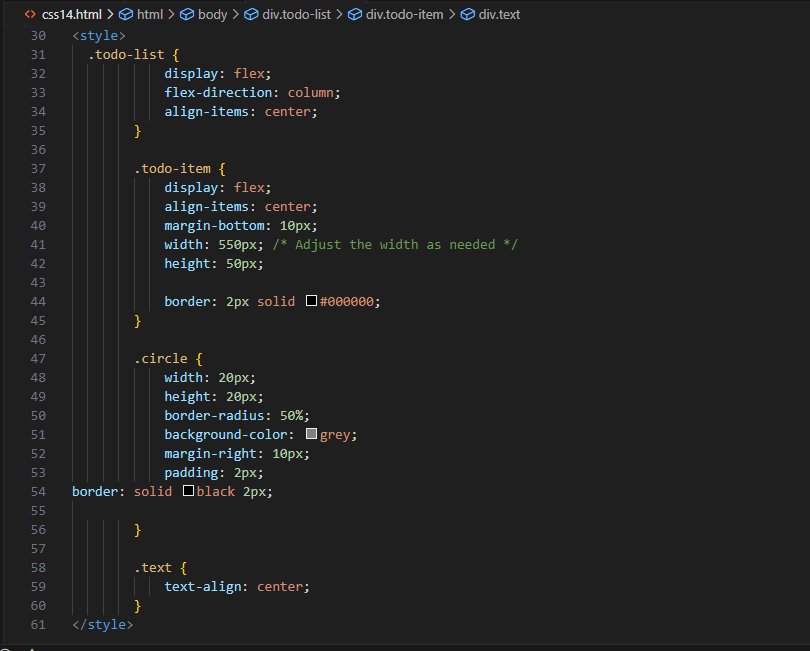 css14.html > html > body > div.todo-list > div.todo-item > div.text
30 <style>
31 .todo-list {
32 display: flex;
33 flex-direction: column;
34 align-items: center;
35 }
36
37 .todo-item {
38 display: flex;
39 align-items: center;
40 margin-bottom: 10px;
41 width: 550px; /* Adjust the width as needed */
42 height: 50px;
43
44 border: 2px solid #000000;
45 }
46
47 .circle {
48 width: 20px;
49 height: 20px;
50 border-radius: 50%;
51 background-color: grey;
52 margin-right: 10px;
53 padding: 2px;
54 border: solid black 2px;
55
56 }
57
58 .text {
59 text-align: center;
60 }
61 </style>